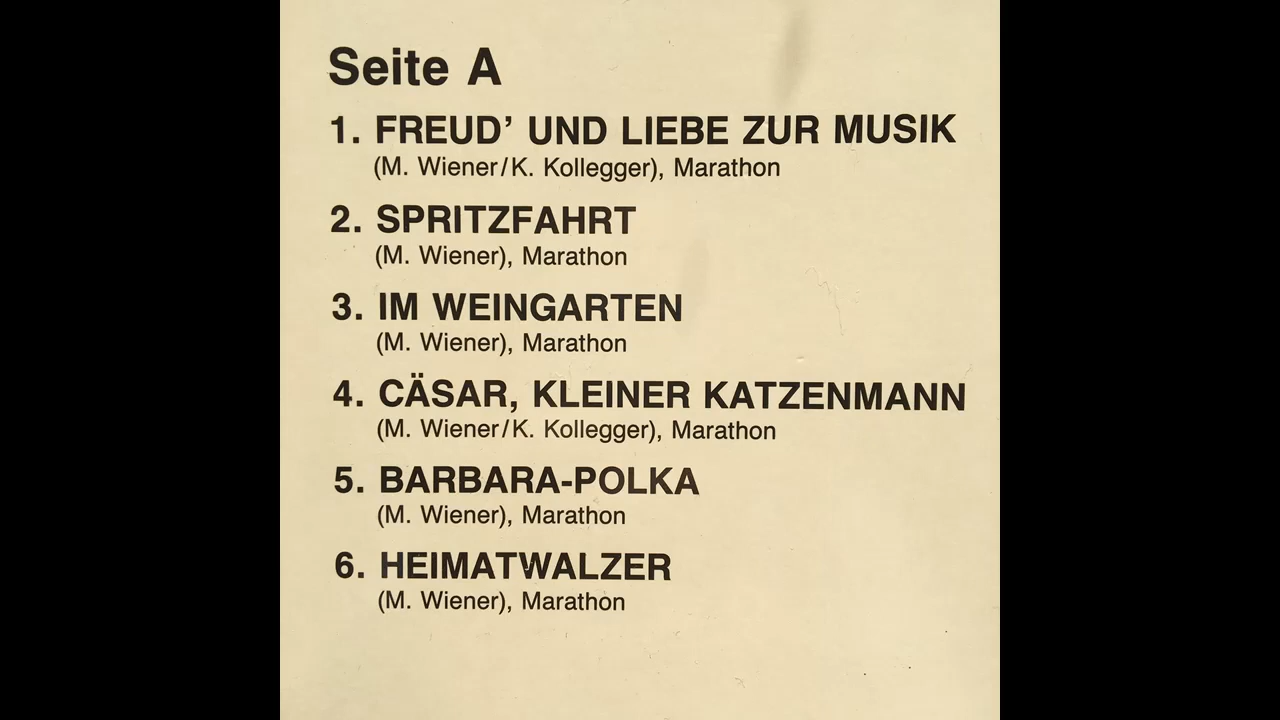 Seite A
1. FREUD’ UND LIEBE ZUR MUSIK
(M. Wiener/K. Kollegger), Marathon
2. SPRITZFAHRT
(M. Wiener), Marathon
3. IM WEINGARTEN
(M. Wiener), Marathon
4. CÄSAR, KLEINER KATZENMANN
(M. Wiener/K. Kollegger), Marathon
5. BARBARA-POLKA
(M. Wiener), Marathon
6. HEIMATWALZER
(M. Wiener), Marathon